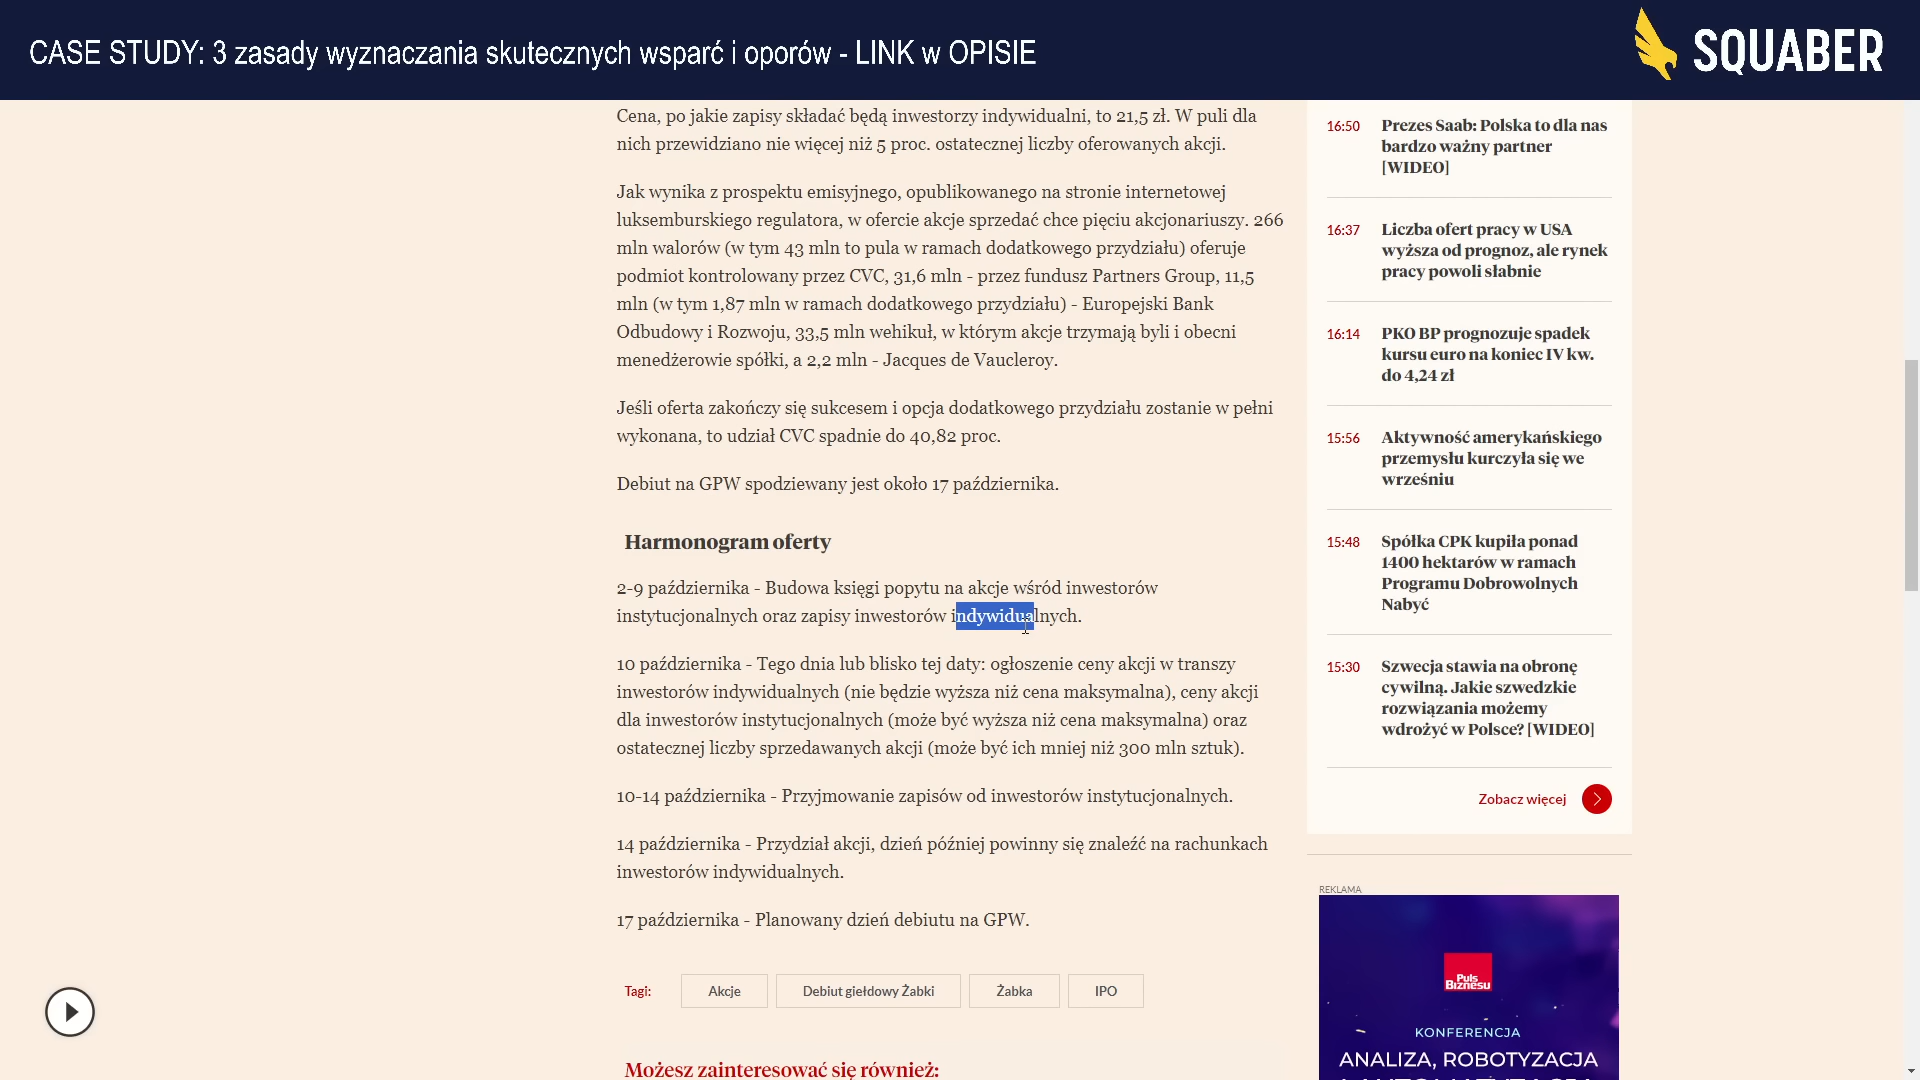 CASE STUDY: 3 zasady wyznaczania skutecznych wsparć i oporów - LINK w OPISIE
SQUABER
Cena, po jakie zapisy składać będą inwestorzy indywidualni, to 21,5 zł. W puli dla
nich przewidziano nie więcej niż 5 proc. ostatecznej liczby oferowanych akcji.
Jak wynika z prospektu emisyjnego, opublikowanego na stronie internetowej
luksemburskiego regulatora, w ofercie akcje sprzedać chce pięciu akcjonariuszy. 266
mln walorów (w tym 43 mln to pula w ramach dodatkowego przydziału) oferuje
podmiot kontrolowany przez CVC, 31,6 mln - przez fundusz Partners Group, 11,5
mln (w tym 1,87 mln w ramach dodatkowego przydziału) - Europejski Bank
Odbudowy i Rozwoju, 33,5 mln wehikuł, w którym akcje trzymają byli i obecni
menedżerowie spółki, a 2,2 mln - Jacques de Vaucleroy.
Jeśli oferta zakończy się sukcesem i opcja dodatkowego przydziału zostanie w pełni
wykonana, to udział CVC spadnie do 40,82 proc.
Debiut na GPW spodziewany jest około 17 października.
Harmonogram oferty
2-9 października - Budowa księgi popytu na akcje wśród inwestorów
instytucjonalnych oraz zapisy inwestorów indywidualnych.
10 października - Tego dnia lub blisko tej daty: ogłoszenie ceny akcji w transzy
inwestorów indywidualnych (nie będzie wyższa niż cena maksymalna), ceny akcji
dla inwestorów instytucjonalnych (może być wyższa niż cena maksymalna) oraz
ostatecznej liczby sprzedawanych akcji (może być ich mniej niż 300 mln sztuk).
10-14 października - Przyjmowanie zapisów od inwestorów instytucjonalnych.
14 października - Przydział akcji, dzień później powinny się znaleźć na rachunkach
inwestorów indywidualnych.
17 października - Planowany dzień debiutu na GPW.
Tagi: Akcje Debiut giełdowy Żabki Żabka IPO
Możesz zainteresować się również:
16:50 Prezes Saab: Polska to dla nas
bardzo ważny partner
[WIDEO]
16:37 Liczba ofert pracy w USA
wyższa od prognoz, ale rynek
pracy powoli słabnie
16:14 PKO BP prognozuje spadek
kursu euro na koniec IV kw.
do 4,24 zł
15:56 Aktywność amerykańskiego
przemysłu kurczyła się we
wrześniu
15:48 Spółka CPK kupiła ponad
1400 hektarów w ramach
Programu Dobrowolnych
Nabyć
15:30 Szwecja stawia na obronę
cywilną. Jakie szwedzkie
rozwiązania możemy
wdrożyć w Polsce? [WIDEO]
Zobacz więcej
REKLAMA
Puls
Biznesu
KONFERENCJA
ANALIZA, ROBOTYZACJA